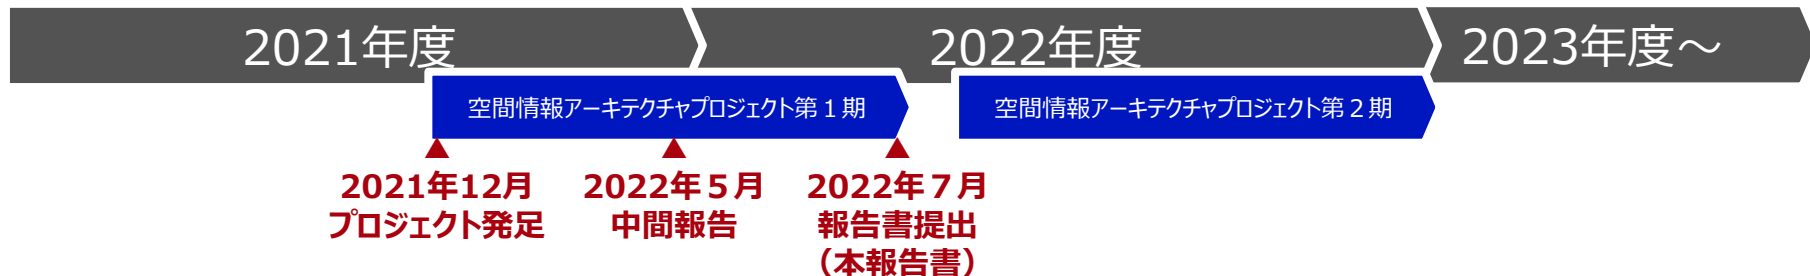 2021年度
2022年度
2023年度～
空間情報アーキテクチャプロジェクト第１期
空間情報アーキテクチャプロジェクト第２期
2021年12月
プロジェクト発足
2022年５月
中間報告
2022年７月
報告書提出
（本報告書）